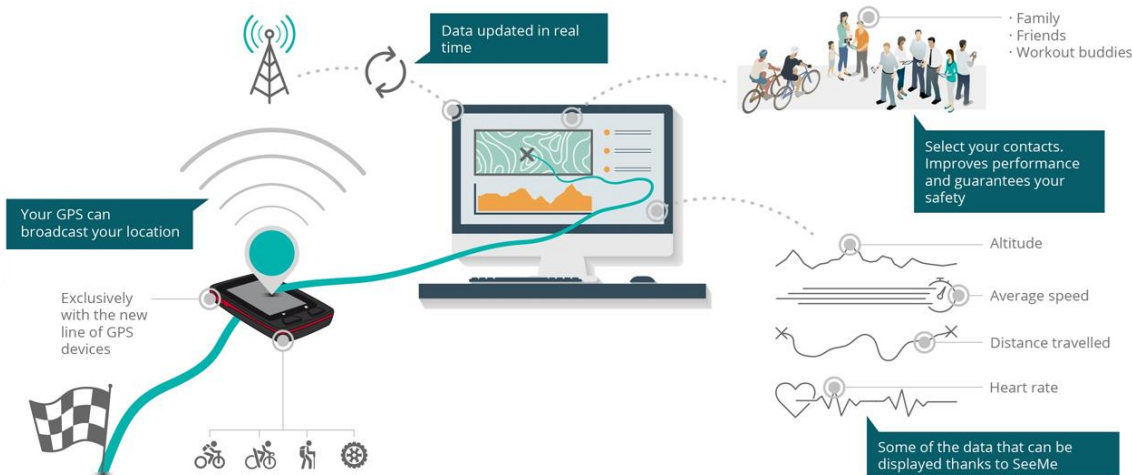 Data updated in real
time
· Family
· Friends
· Workout buddies
Select your contacts.
Improves performance
and guarantees your
safety
Your GPS can
broadcast your location
Exclusively
with the new
line of GPS
devices
Altitude
Average speed
Distance travelled
Heart rate
Some of the data that can be
displayed thanks to SeeMe